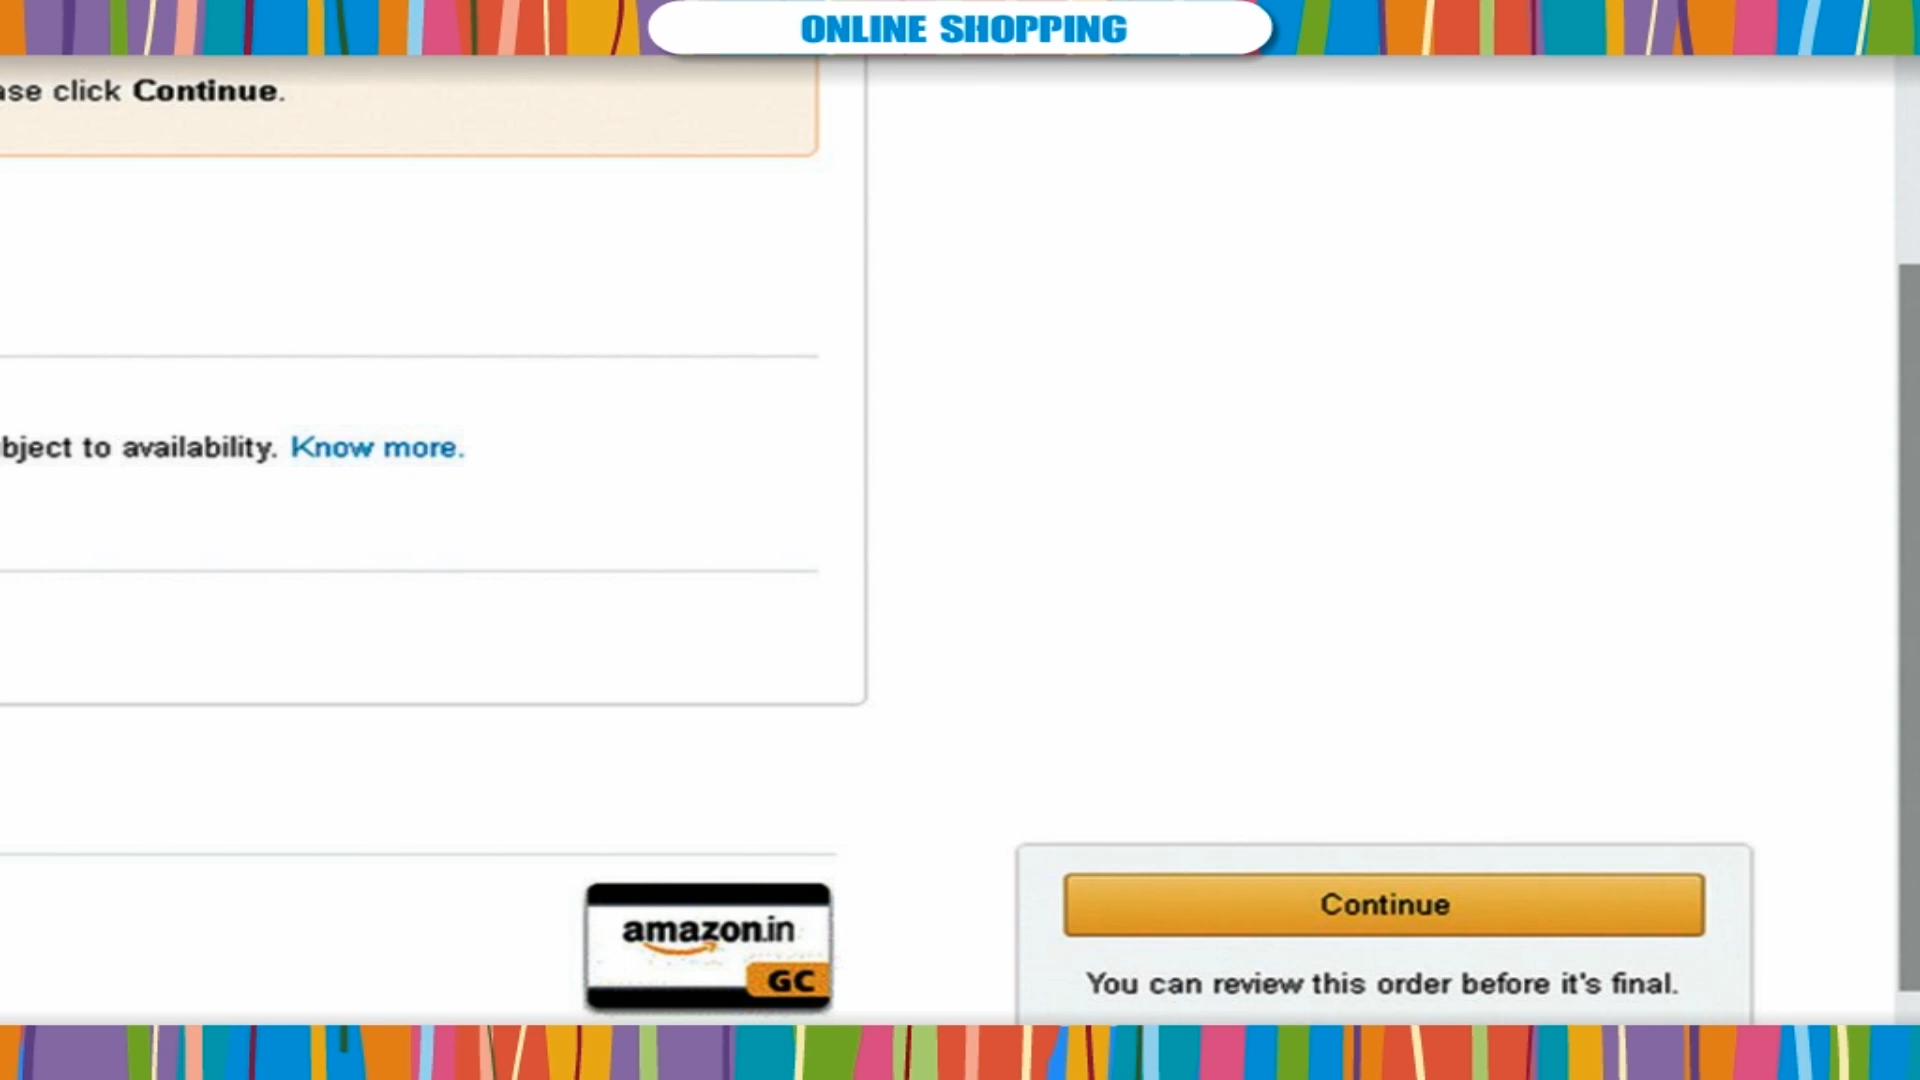 ONLINE SHOPPING
ase click Continue.
bject to availability. Know more.
amazon.in
GC
Continue
You can review this order before it's final.